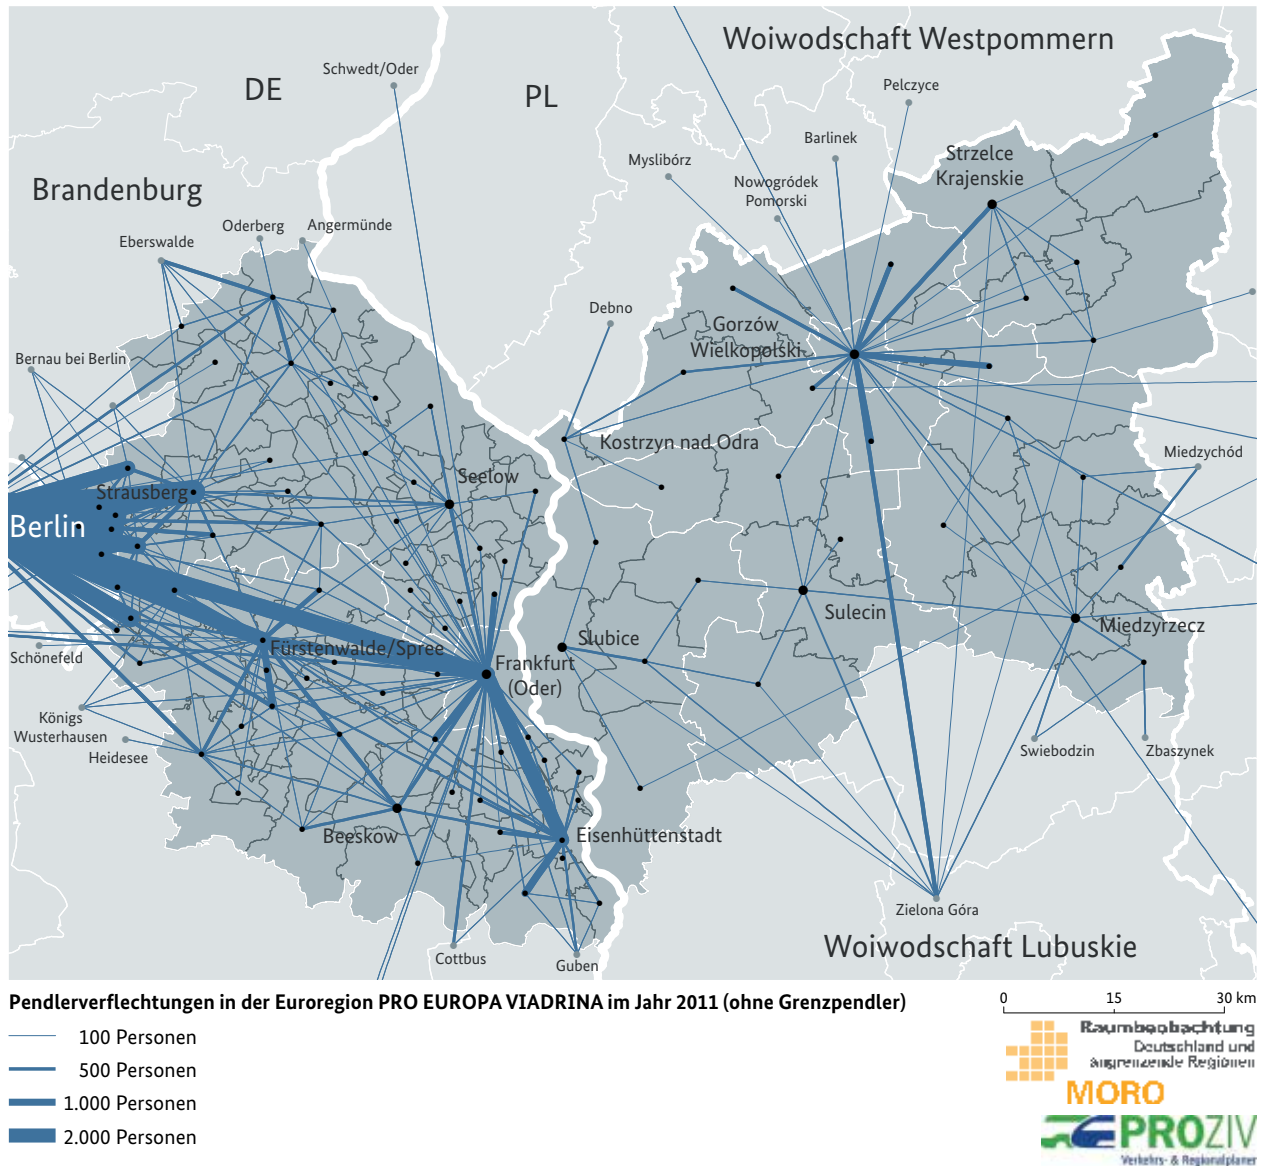 Woiwodschaft Westpommern
Schwedt/Oder
DE
PL
Pelczyce
Barlinek
Strzelce
Krajenskie
Myslibórz
Nowogródek
Pomorski
Brandenburg
Oderberg
Angermünde
Eberswalde
Debno
Gorzów
Wielkopolski
Bernau bei Berlin
Kostrzyn nad Odra
Miedzychód
Seelow
Strausberg
Berlin
Sulecin
Miedzyrzecz
Slubice
Fürstenwalde/Spree
Schönefeld
Frankfurt
(Oder)
Königs
Wusterhausen
Heidesee
Swiebodzin
Zbaszynek
Beeskow
Eisenhüttenstadt
Zielona Góra
Woiwodschaft Lubuskie
Cottbus
Guben
Pendlerverflechtungen in der Euroregion PRO EUROPA VIADRINA im Jahr 2011 (ohne Grenzpendler)
0 15 30 km
100 Personen
500 Personen
1.000 Personen
2.000 Personen
Raumbeobachtung
Deutschland und
angrenzende Regionen
MORO
PROZIV
Verkehrs- & Regionalplaner